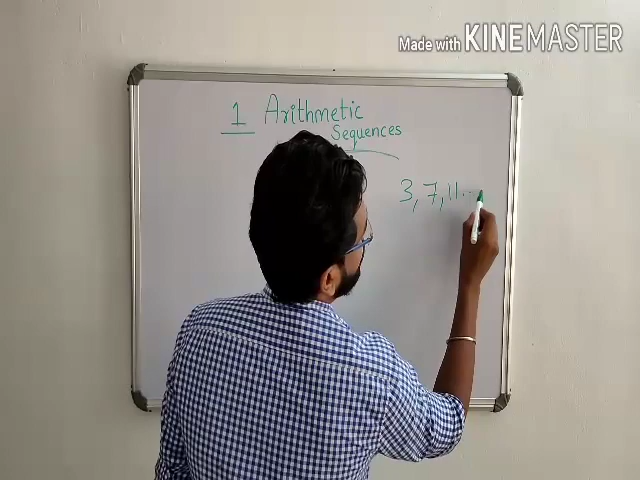 Made with KINEMASTER
1 Arithmetic
Sequences
3, 7, 11...